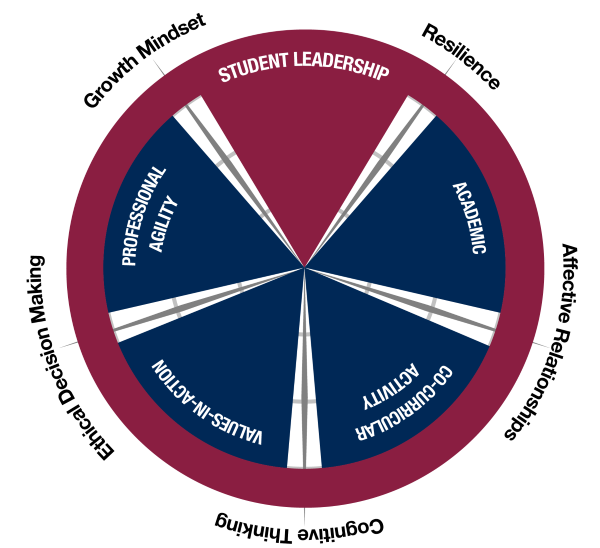 Growth Mindset
Resilience
STUDENT LEADERSHIP
PROFESSIONAL
AGILITY
ACADEMIC
Ethical Decision Making
Affective Relationships
VALUES-IN-ACTION
CO-CURRICULAR
ACTIVITY
Cognitive Thinking